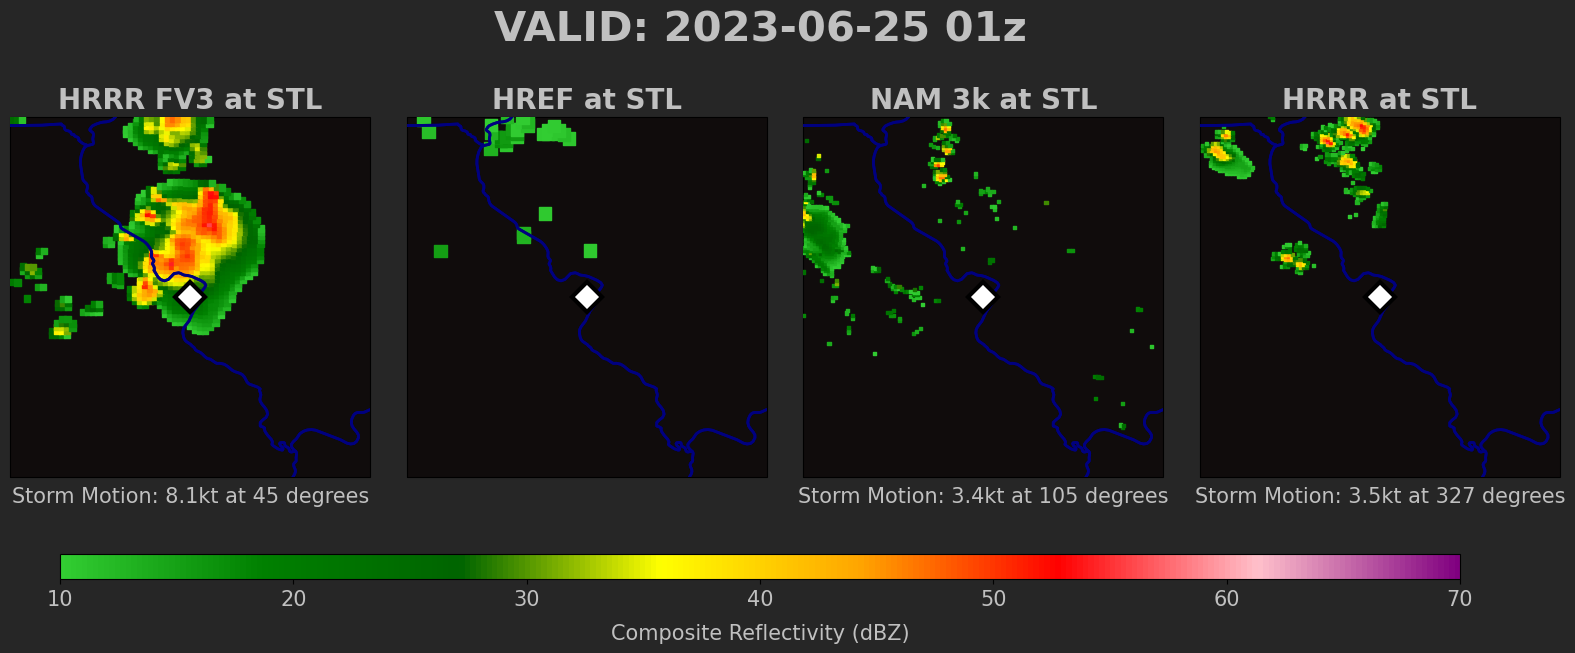 VALID: 2023-06-25 01z
HRRR FV3 at STL
HREF at STL
NAM 3k at STL
HRRR at STL
Storm Motion: 8.1kt at 45 degrees
Storm Motion: 3.4kt at 105 degrees
Storm Motion: 3.5kt at 327 degrees
10 20 30 40 50 60 70
Composite Reflectivity (dBZ)